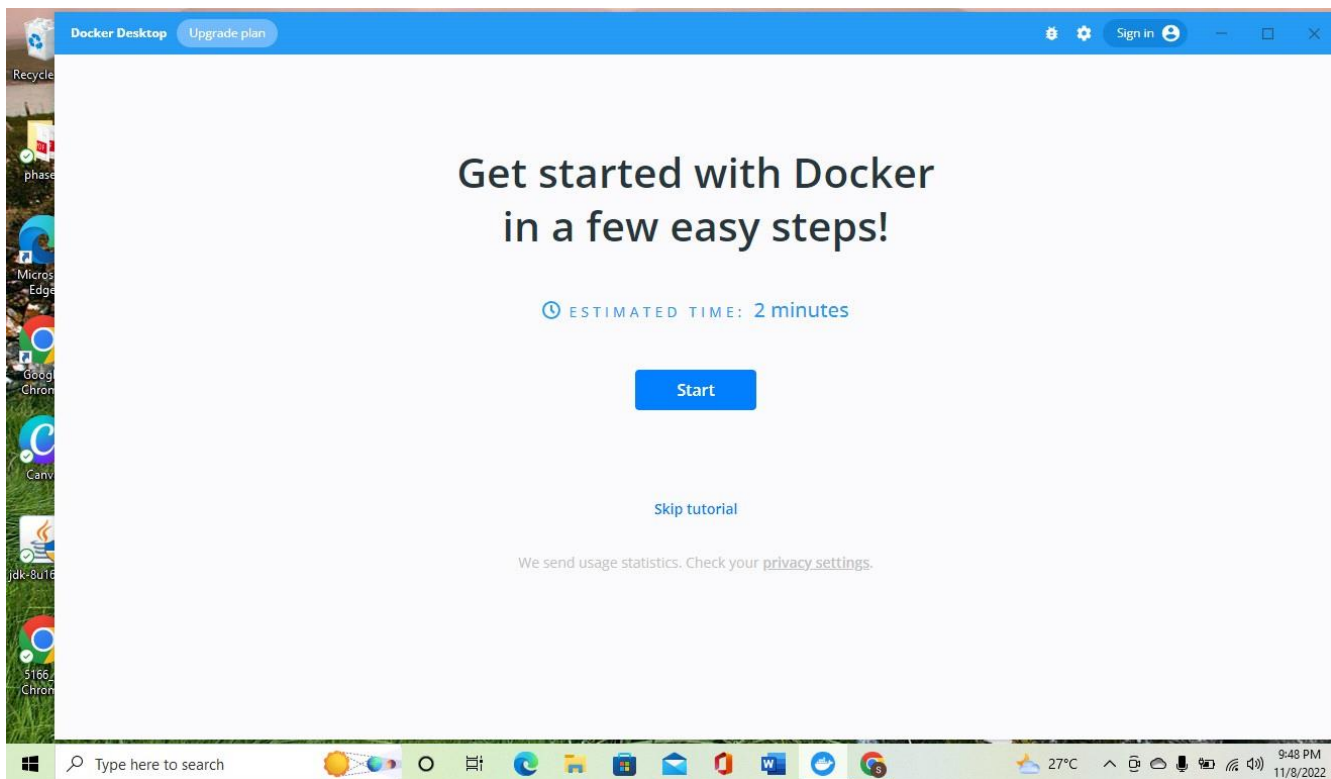 Docker Desktop Upgrade plan Sign in
Recycle
phase
Micros
Edge
Googl
Chron
Canv
jdk-8u16
5166_
Chron
Get started with Docker
in a few easy steps!
ESTIMATED TIME: 2 minutes
Start
Skip tutorial
We send usage statistics. Check your privacy settings.
Type here to search
27°C
9:48 PM
11/8/2022